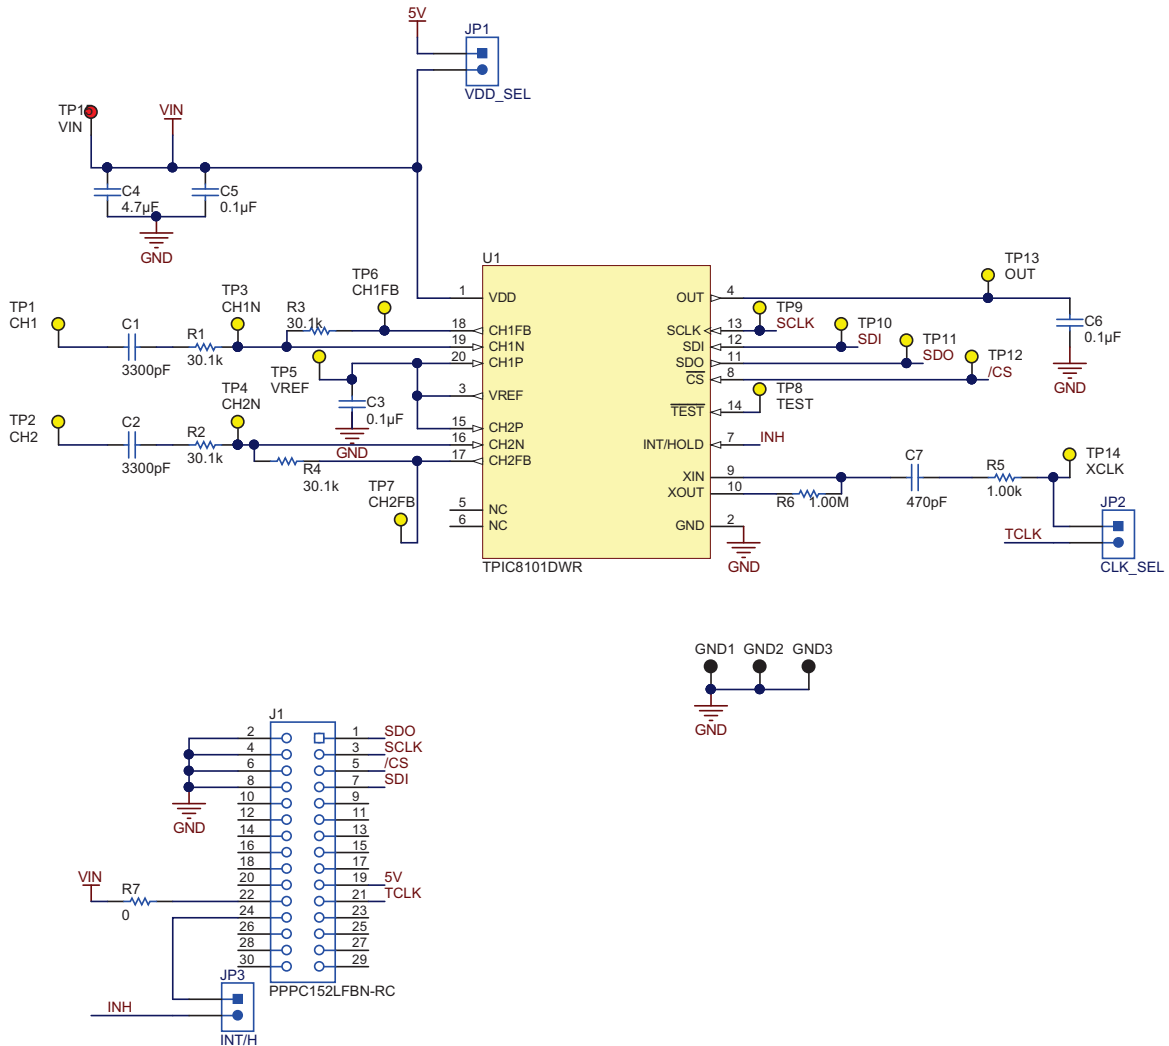 5V
JP1
VDD_SEL
TP15
VIN
VIN
C4
4.7µF
C5
0.1µF
GND
U1
TP1
CH1
C1
3300pF
R1
30.1k
TP3
CH1N
R3
30.1k
TP6
CH1FB
TP5
VREF
C3
0.1µF
GND
TP2
CH2
C2
3300pF
R2
30.1k
TP4
CH2N
R4
30.1k
TP7
CH2FB
1 VDD
18 CH1FB
19 CH1N
20 CH1P
3 VREF
15 CH2P
16 CH2N
17 CH2FB
5 NC
6 NC
OUT 4
SCLK 13
SDI 12
SDO 11
CS 8
TEST 14
INT/HOLD 7
XIN 9
XOUT 10
GND 2
TPIC8101DWR
TP13
OUT
C6
0.1µF
GND
TP9
SCLK
TP10
SDI
TP11
SDO
TP12
/CS
TP8
TEST
INH
R6 1.00M
C7
470pF
R5
1.00k
TP14
XCLK
JP2
TCLK
CLK_SEL
GND
GND1 GND2 GND3
GND
J1
2 1 SDO
4 3 SCLK
6 5 /CS
8 7 SDI
10 9
12 11
14 13
16 15
18 17
20 19 5V
22 21 TCLK
24 23
26 25
28 27
30 29
GND
VIN
R7
0
PPPC152LFBN-RC
JP3
INH
INT/H